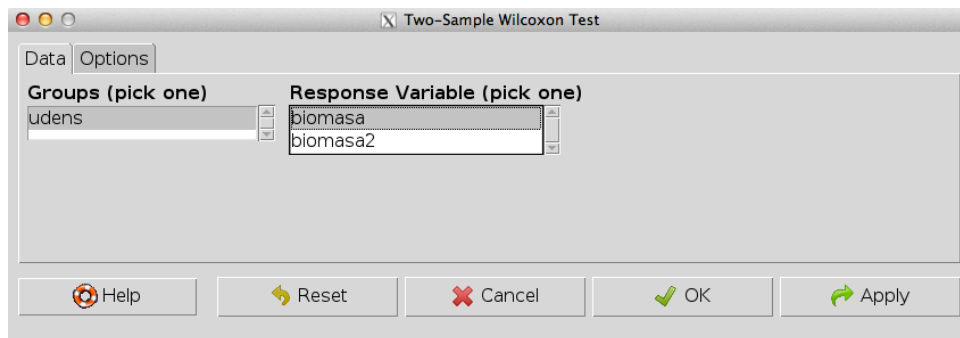 Two-Sample Wilcoxon Test
Data Options
Groups (pick one) Response Variable (pick one)
udens biomasa
biomasa2
Help Reset Cancel OK Apply